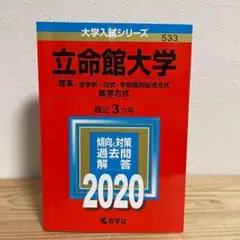 大学入試シリーズ
533
立命館大学
理系－全学統一方式・学部個別配点方式
薬学方式
最近3カ年
傾向と対策
過去問
解答
2020
教学社